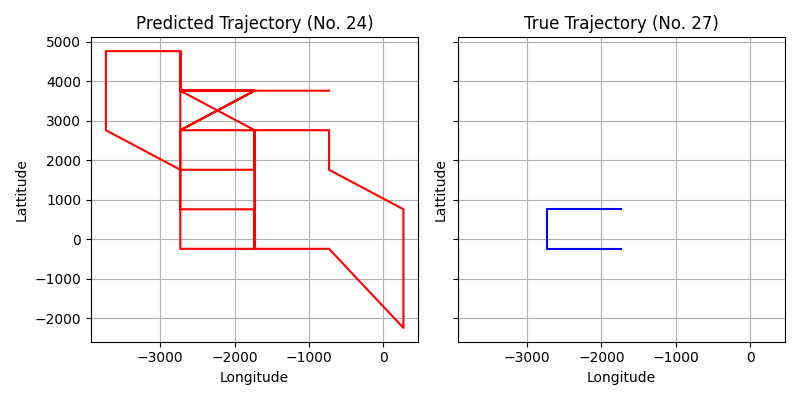 Predicted Trajectory (No. 24)
5000
4000
3000
2000
1000
0
−1000
−2000
Lattitude
−3000 −2000 −1000 0
Longitude
True Trajectory (No. 27)
Lattitude
−3000 −2000 −1000 0
Longitude